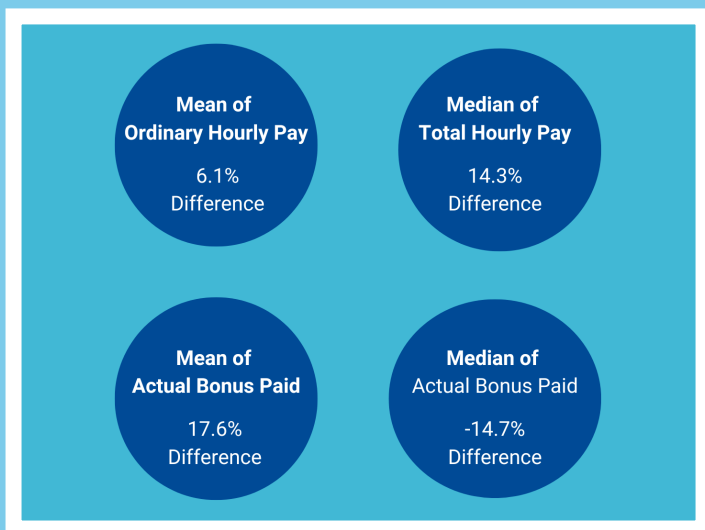 Mean of
Ordinary Hourly Pay
6.1%
Difference
Median of
Total Hourly Pay
14.3%
Difference
Mean of
Actual Bonus Paid
17.6%
Difference
Median of
Actual Bonus Paid
-14.7%
Difference